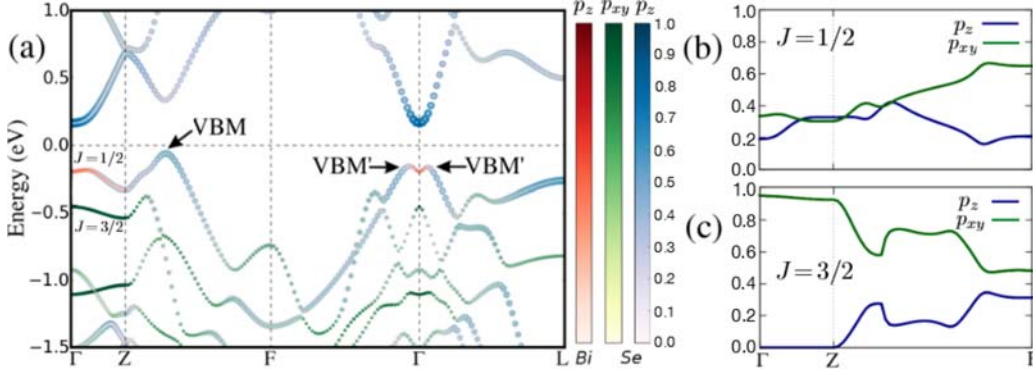 (a)
Energy (eV)
1.0
0.5
0.0
−0.5
−1.0
−1.5
VBM
VBM'
VBM'
J=1/2
J=3/2
Γ
Z
F
Γ
L
p_z
p_xy
p_z
1.0
0.9
0.8
0.7
0.6
0.5
0.4
0.3
0.2
0.1
0.0
Bi
Se
(b)
1.0
0.8
0.6
0.4
0.2
0.0
J=1/2
p_z
p_xy
(c)
1.0
0.8
0.6
0.4
0.2
0.0
J=3/2
p_z
p_xy
Γ
Z